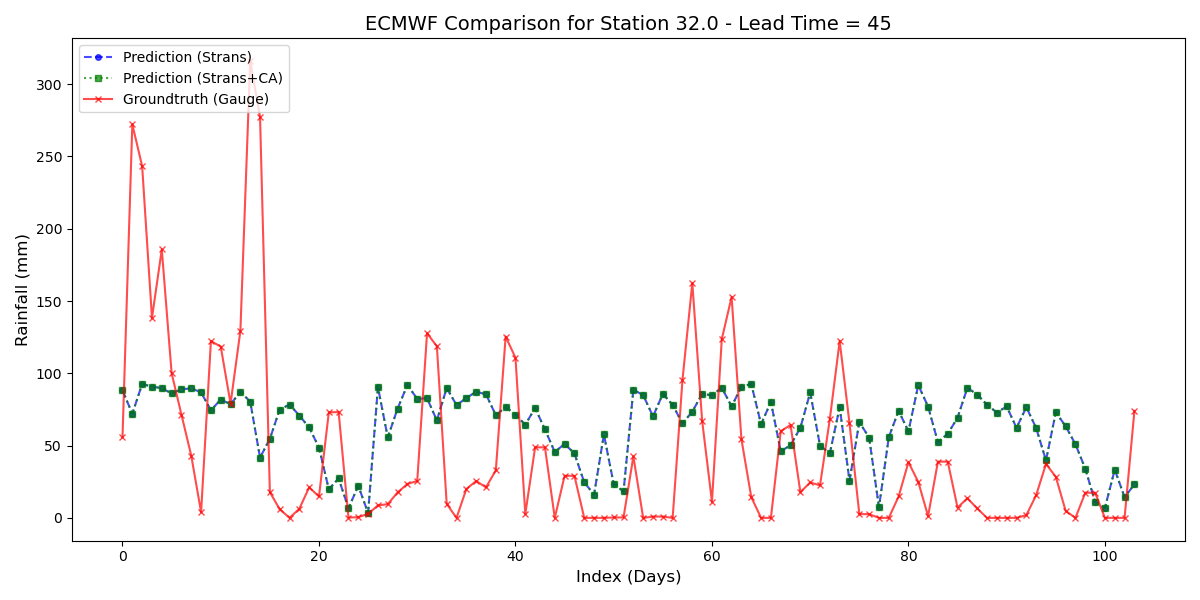 ECMWF Comparison for Station 32.0 - Lead Time = 45
Prediction (Strans)
Prediction (Strans+CA)
Groundtruth (Gauge)
Rainfall (mm)
300
250
200
150
100
50
0
0 20 40 60 80 100
Index (Days)